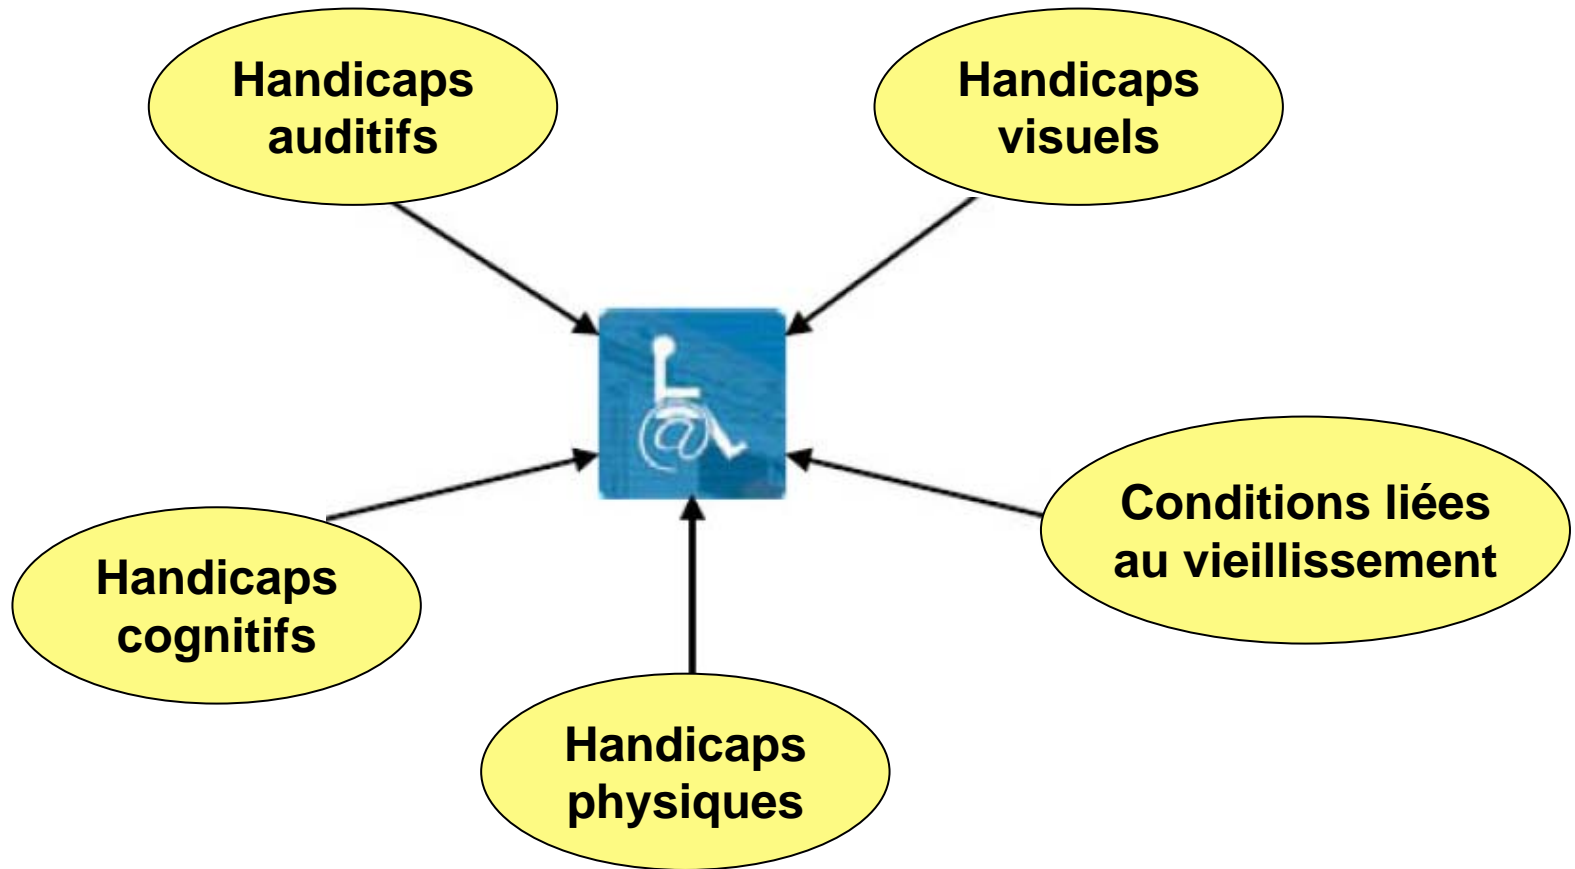 Handicaps
auditifs
Handicaps
visuels
@
Conditions liées
au vieillissement
Handicaps
cognitifs
Handicaps
physiques